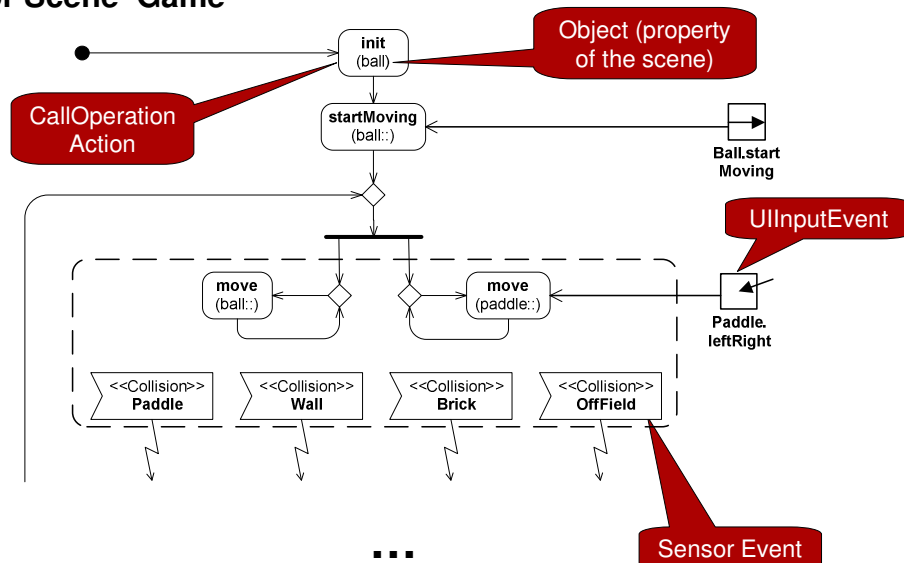 or Scene 'Game'
init
(ball)
Object (property
of the scene)
CallOperation
Action
startMoving
(ball::)
Ball.start
Moving
UIInputEvent
move
(ball::)
move
(paddle::)
Paddle.
leftRight
<<Collision>>
Paddle
<<Collision>>
Wall
<<Collision>>
Brick
<<Collision>>
OffField
...
Sensor Event